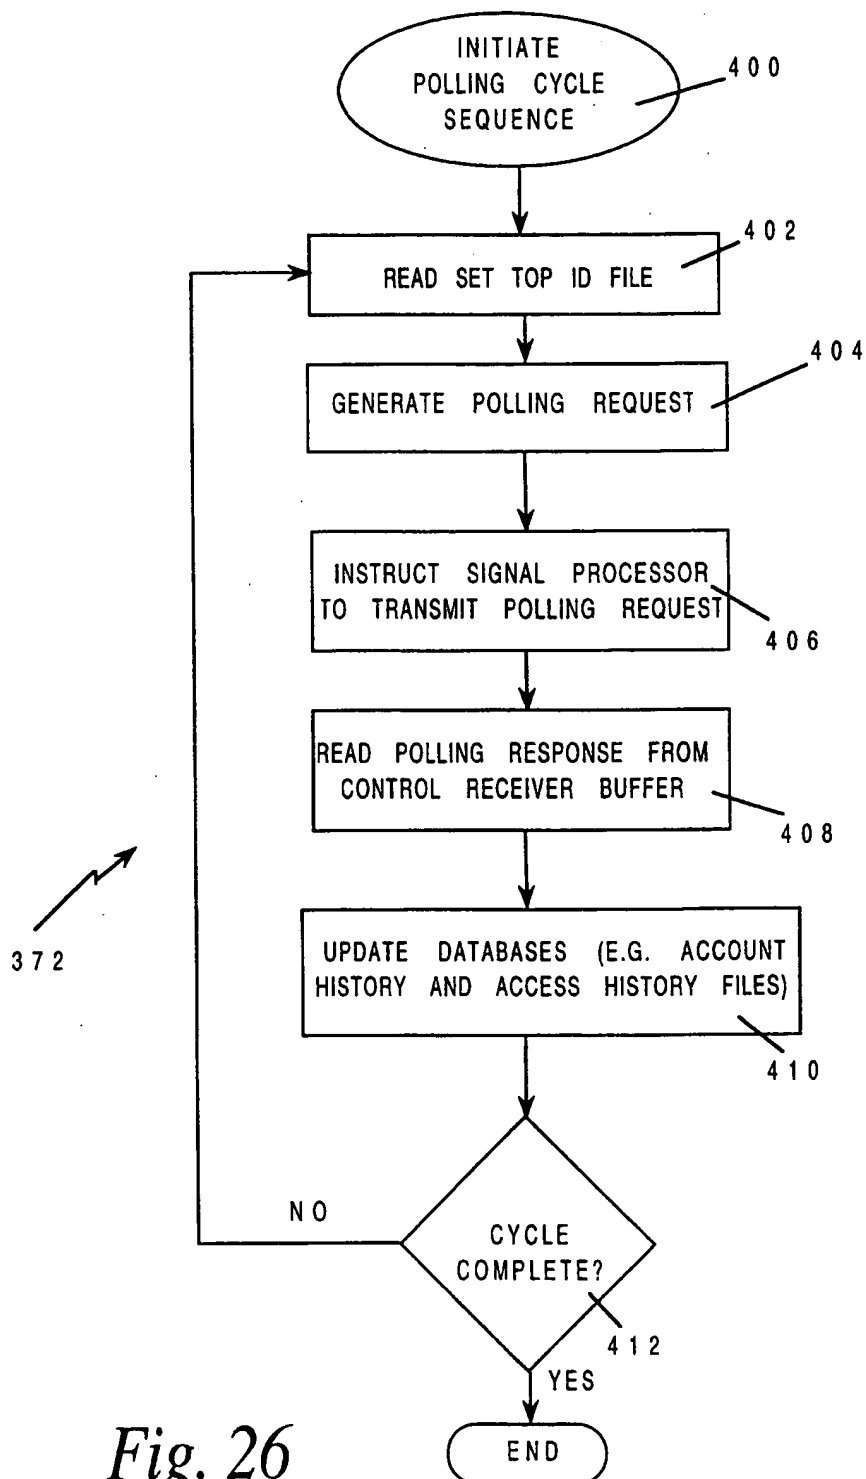 INITIATE
POLLING CYCLE
SEQUENCE
400
402
READ SET TOP ID FILE
404
GENERATE POLLING REQUEST
INSTRUCT SIGNAL PROCESSOR
TO TRANSMIT POLLING REQUEST
406
READ POLLING RESPONSE FROM
CONTROL RECEIVER BUFFER
408
372
UPDATE DATABASES (E.G. ACCOUNT
HISTORY AND ACCESS HISTORY FILES)
410
NO
CYCLE
COMPLETE?
412
YES
END
Fig. 26